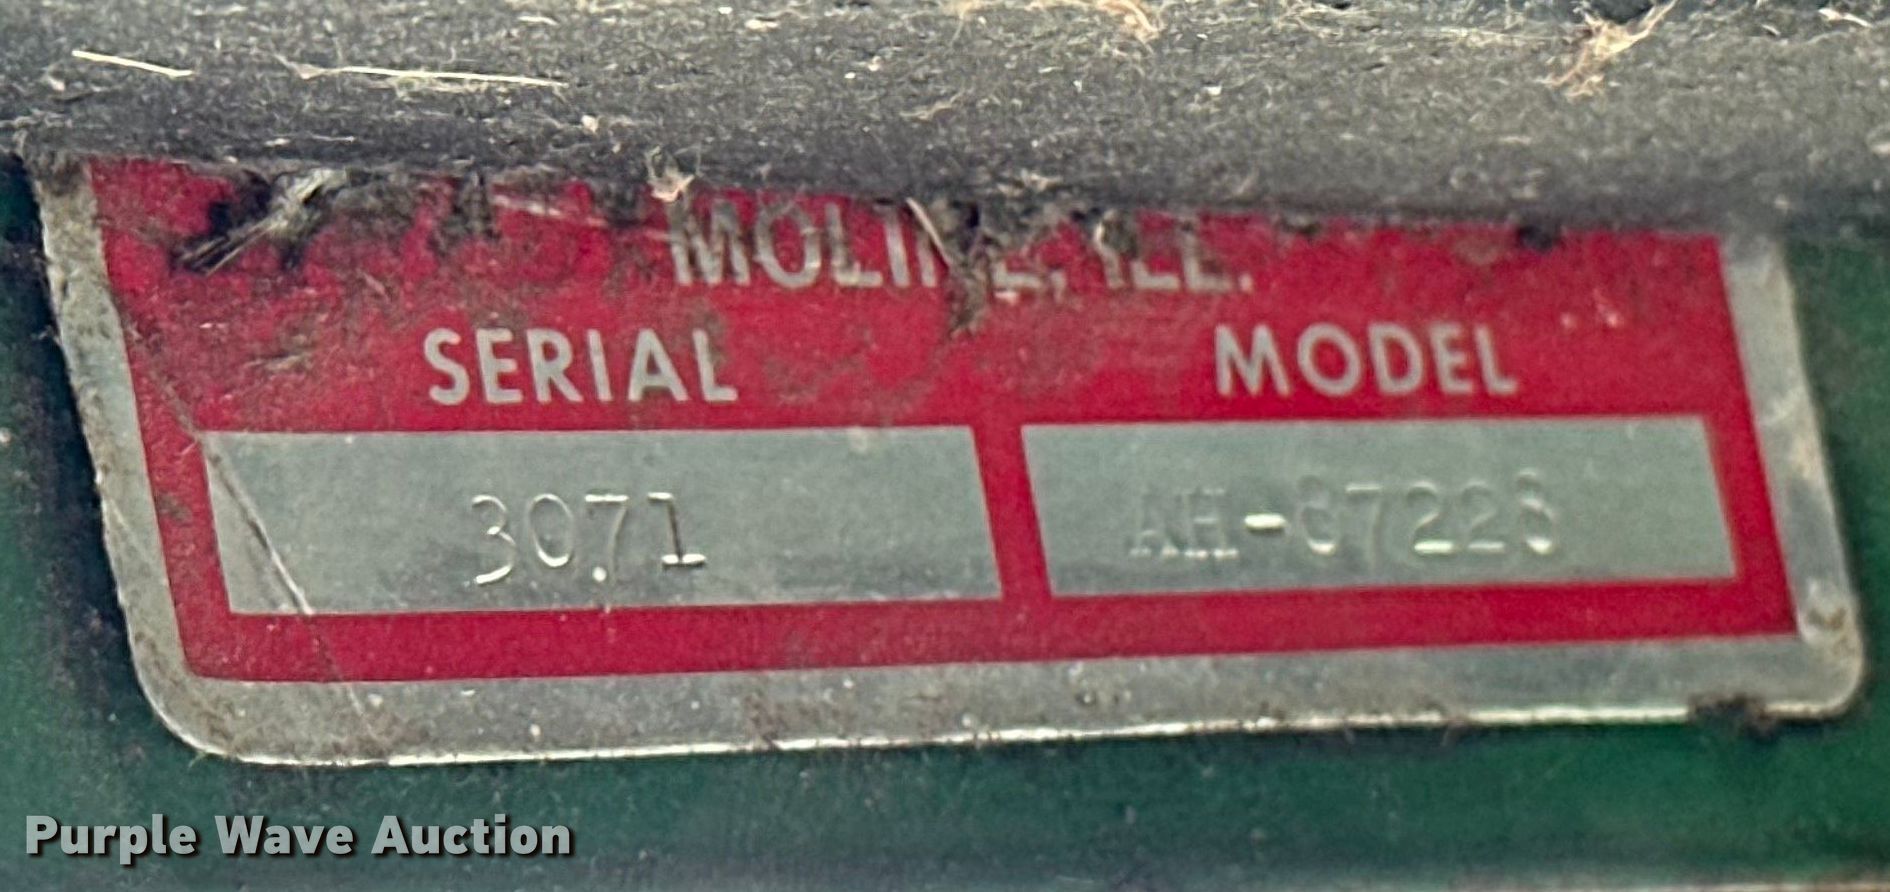 MOLINE, ILL.
SERIAL MODEL
3071 AH-87228
Purple Wave Auction